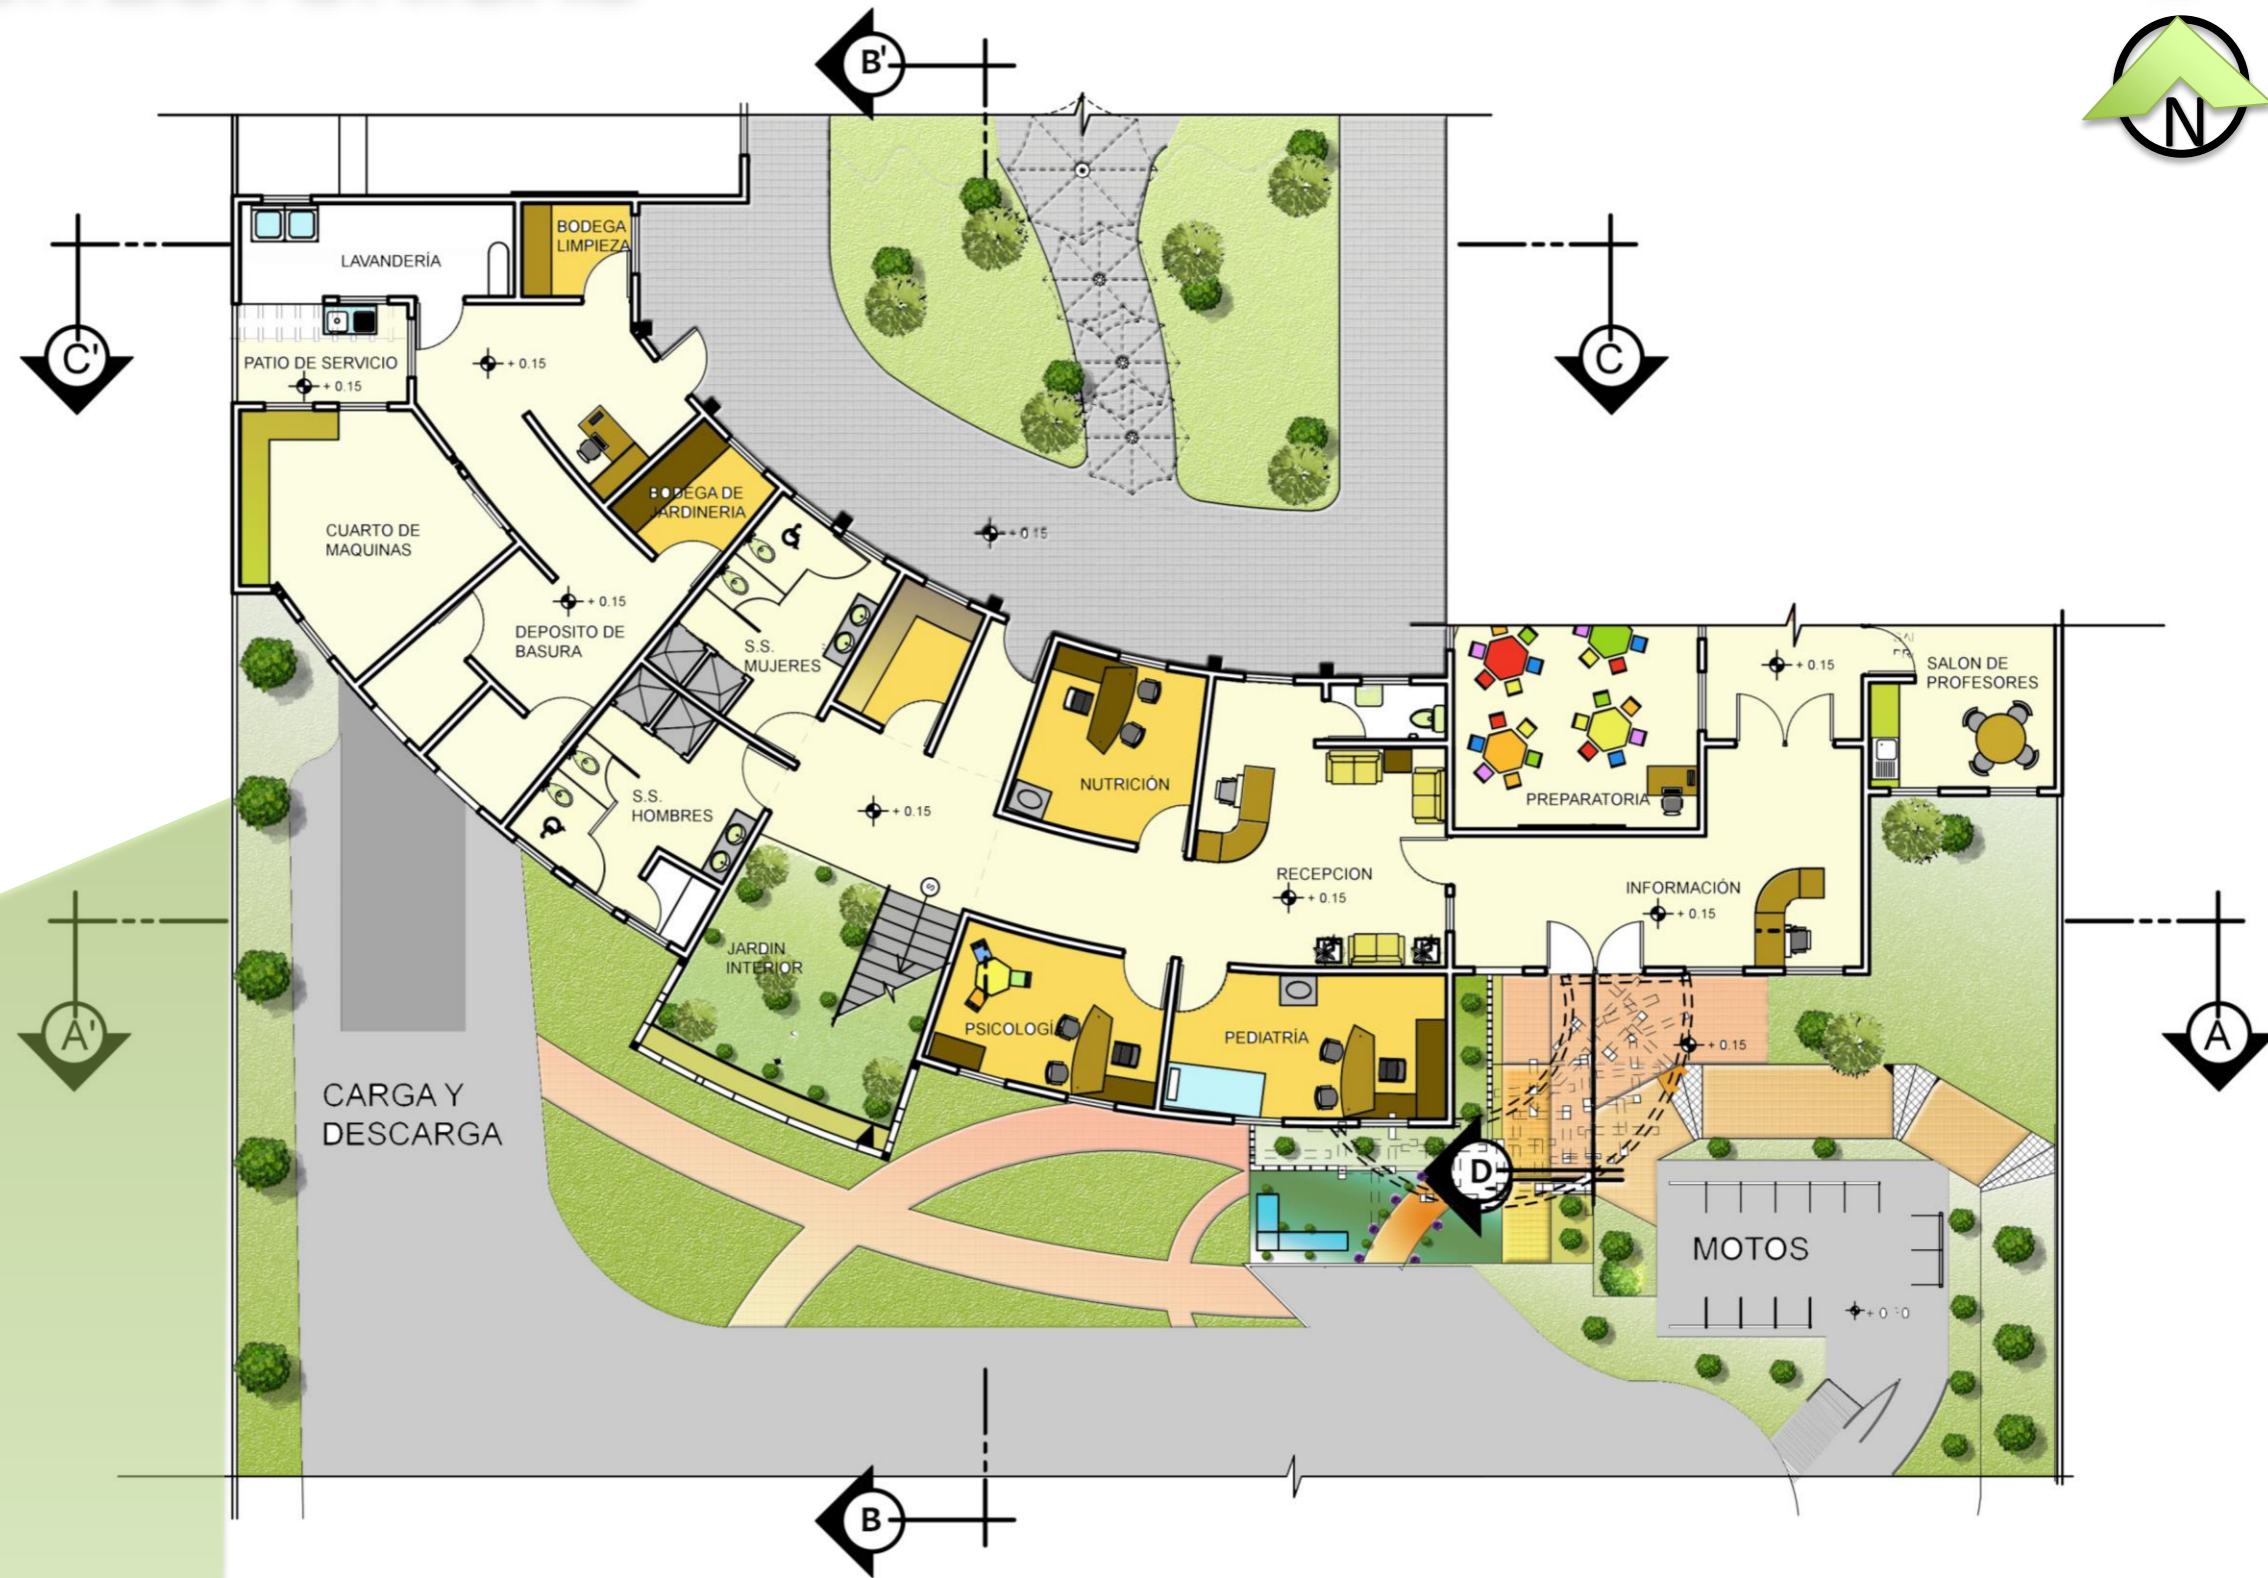 B'
N
BODEGA
LIMPIEZA
LAVANDERÍA
C'
C
PATIO DE SERVICIO
+ 0.15
+ 0.15
BODEGA DE
JARDINERIA
CUARTO DE
MAQUINAS
+ 0.15
+ 0.15
DEPOSITO DE
BASURA
S.S.
MUJERES
+ 0.15
SALON DE
PROFESORES
NUTRICIÓN
PREPARATORIA
S.S.
HOMBRES
+ 0.15
RECEPCION
+ 0.15
INFORMACIÓN
+ 0.15
S
JARDIN
INTERIOR
PSICOLOGÍA
PEDIATRÍA
+ 0.15
A'
A
CARGA Y
DESCARGA
D
MOTOS
B